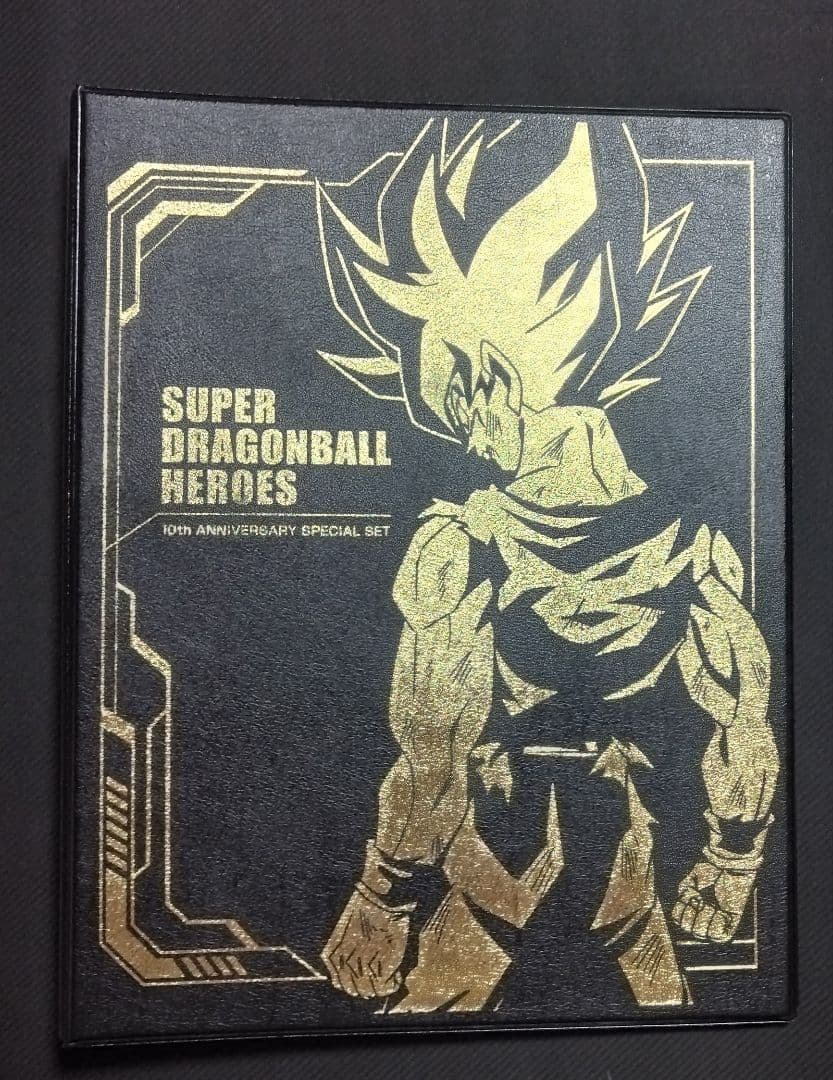 SUPER
DRAGONBALL
HEROES
10th ANNIVERSARY SPECIAL SET